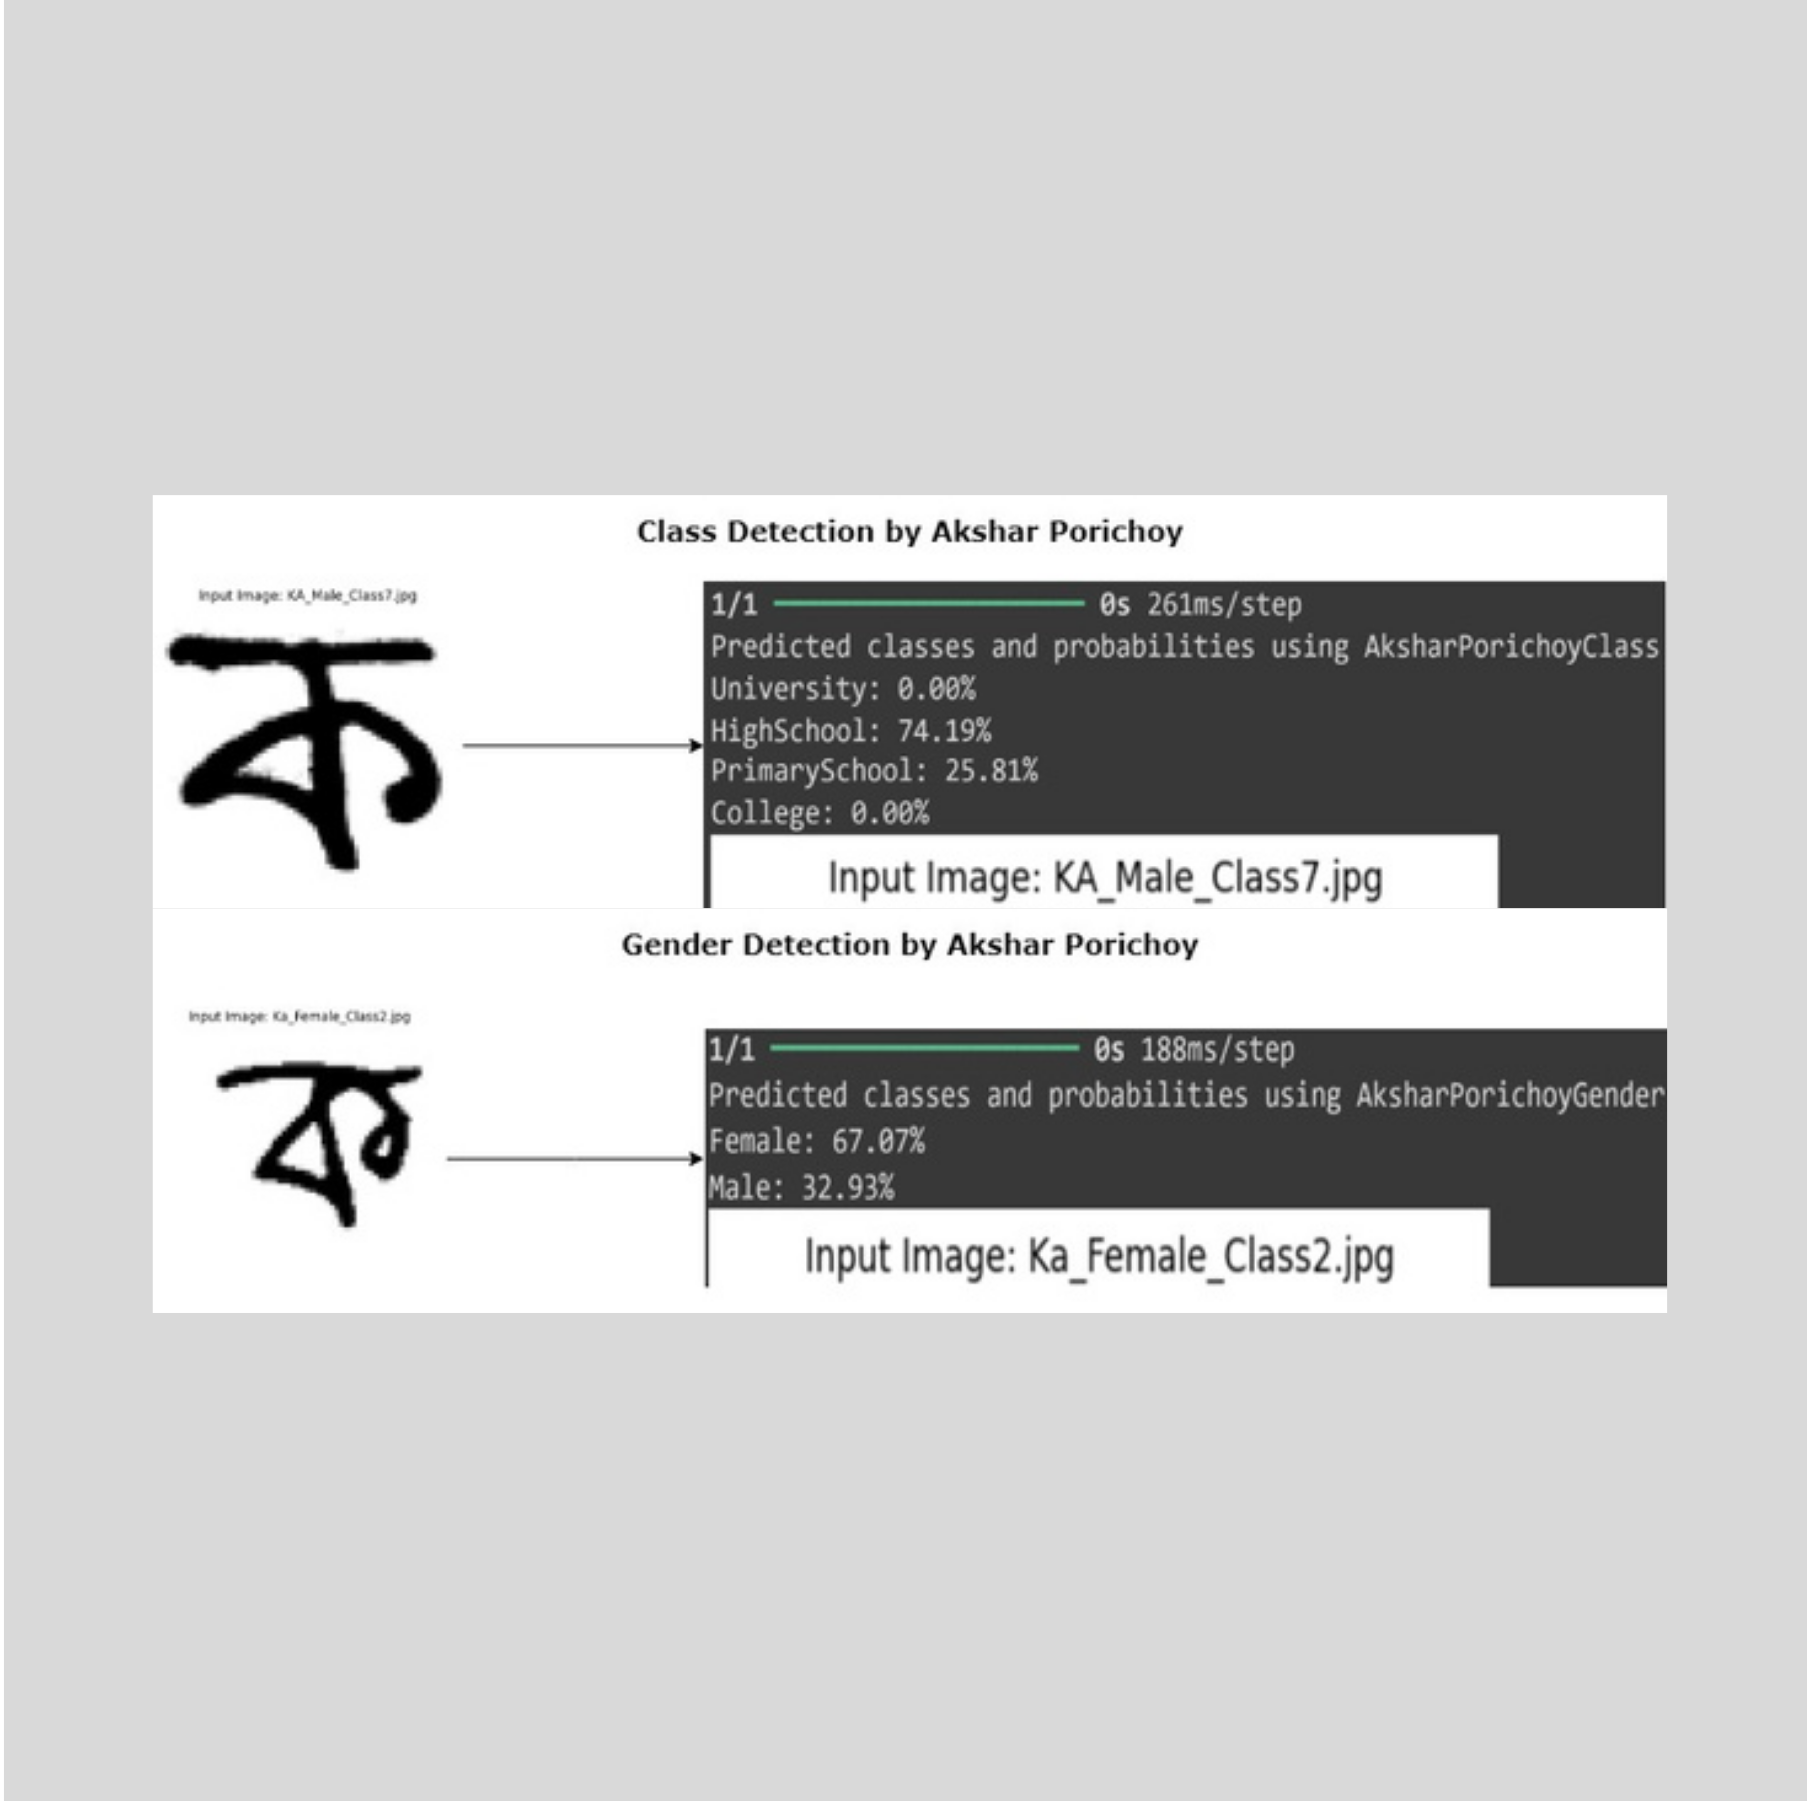 Class Detection by Akshar Porichoy
Input Image: KA_Male_Class7.jpg
ক
1/1 0s 261ms/step
Predicted classes and probabilities using AksharPorichoyClass
University: 0.00%
HighSchool: 74.19%
PrimarySchool: 25.81%
College: 0.00%
Input Image: KA_Male_Class7.jpg
Gender Detection by Akshar Porichoy
Input Image: Ka_Female_Class2.jpg
ক
1/1 0s 188ms/step
Predicted classes and probabilities using AksharPorichoyGender
Female: 67.07%
Male: 32.93%
Input Image: Ka_Female_Class2.jpg